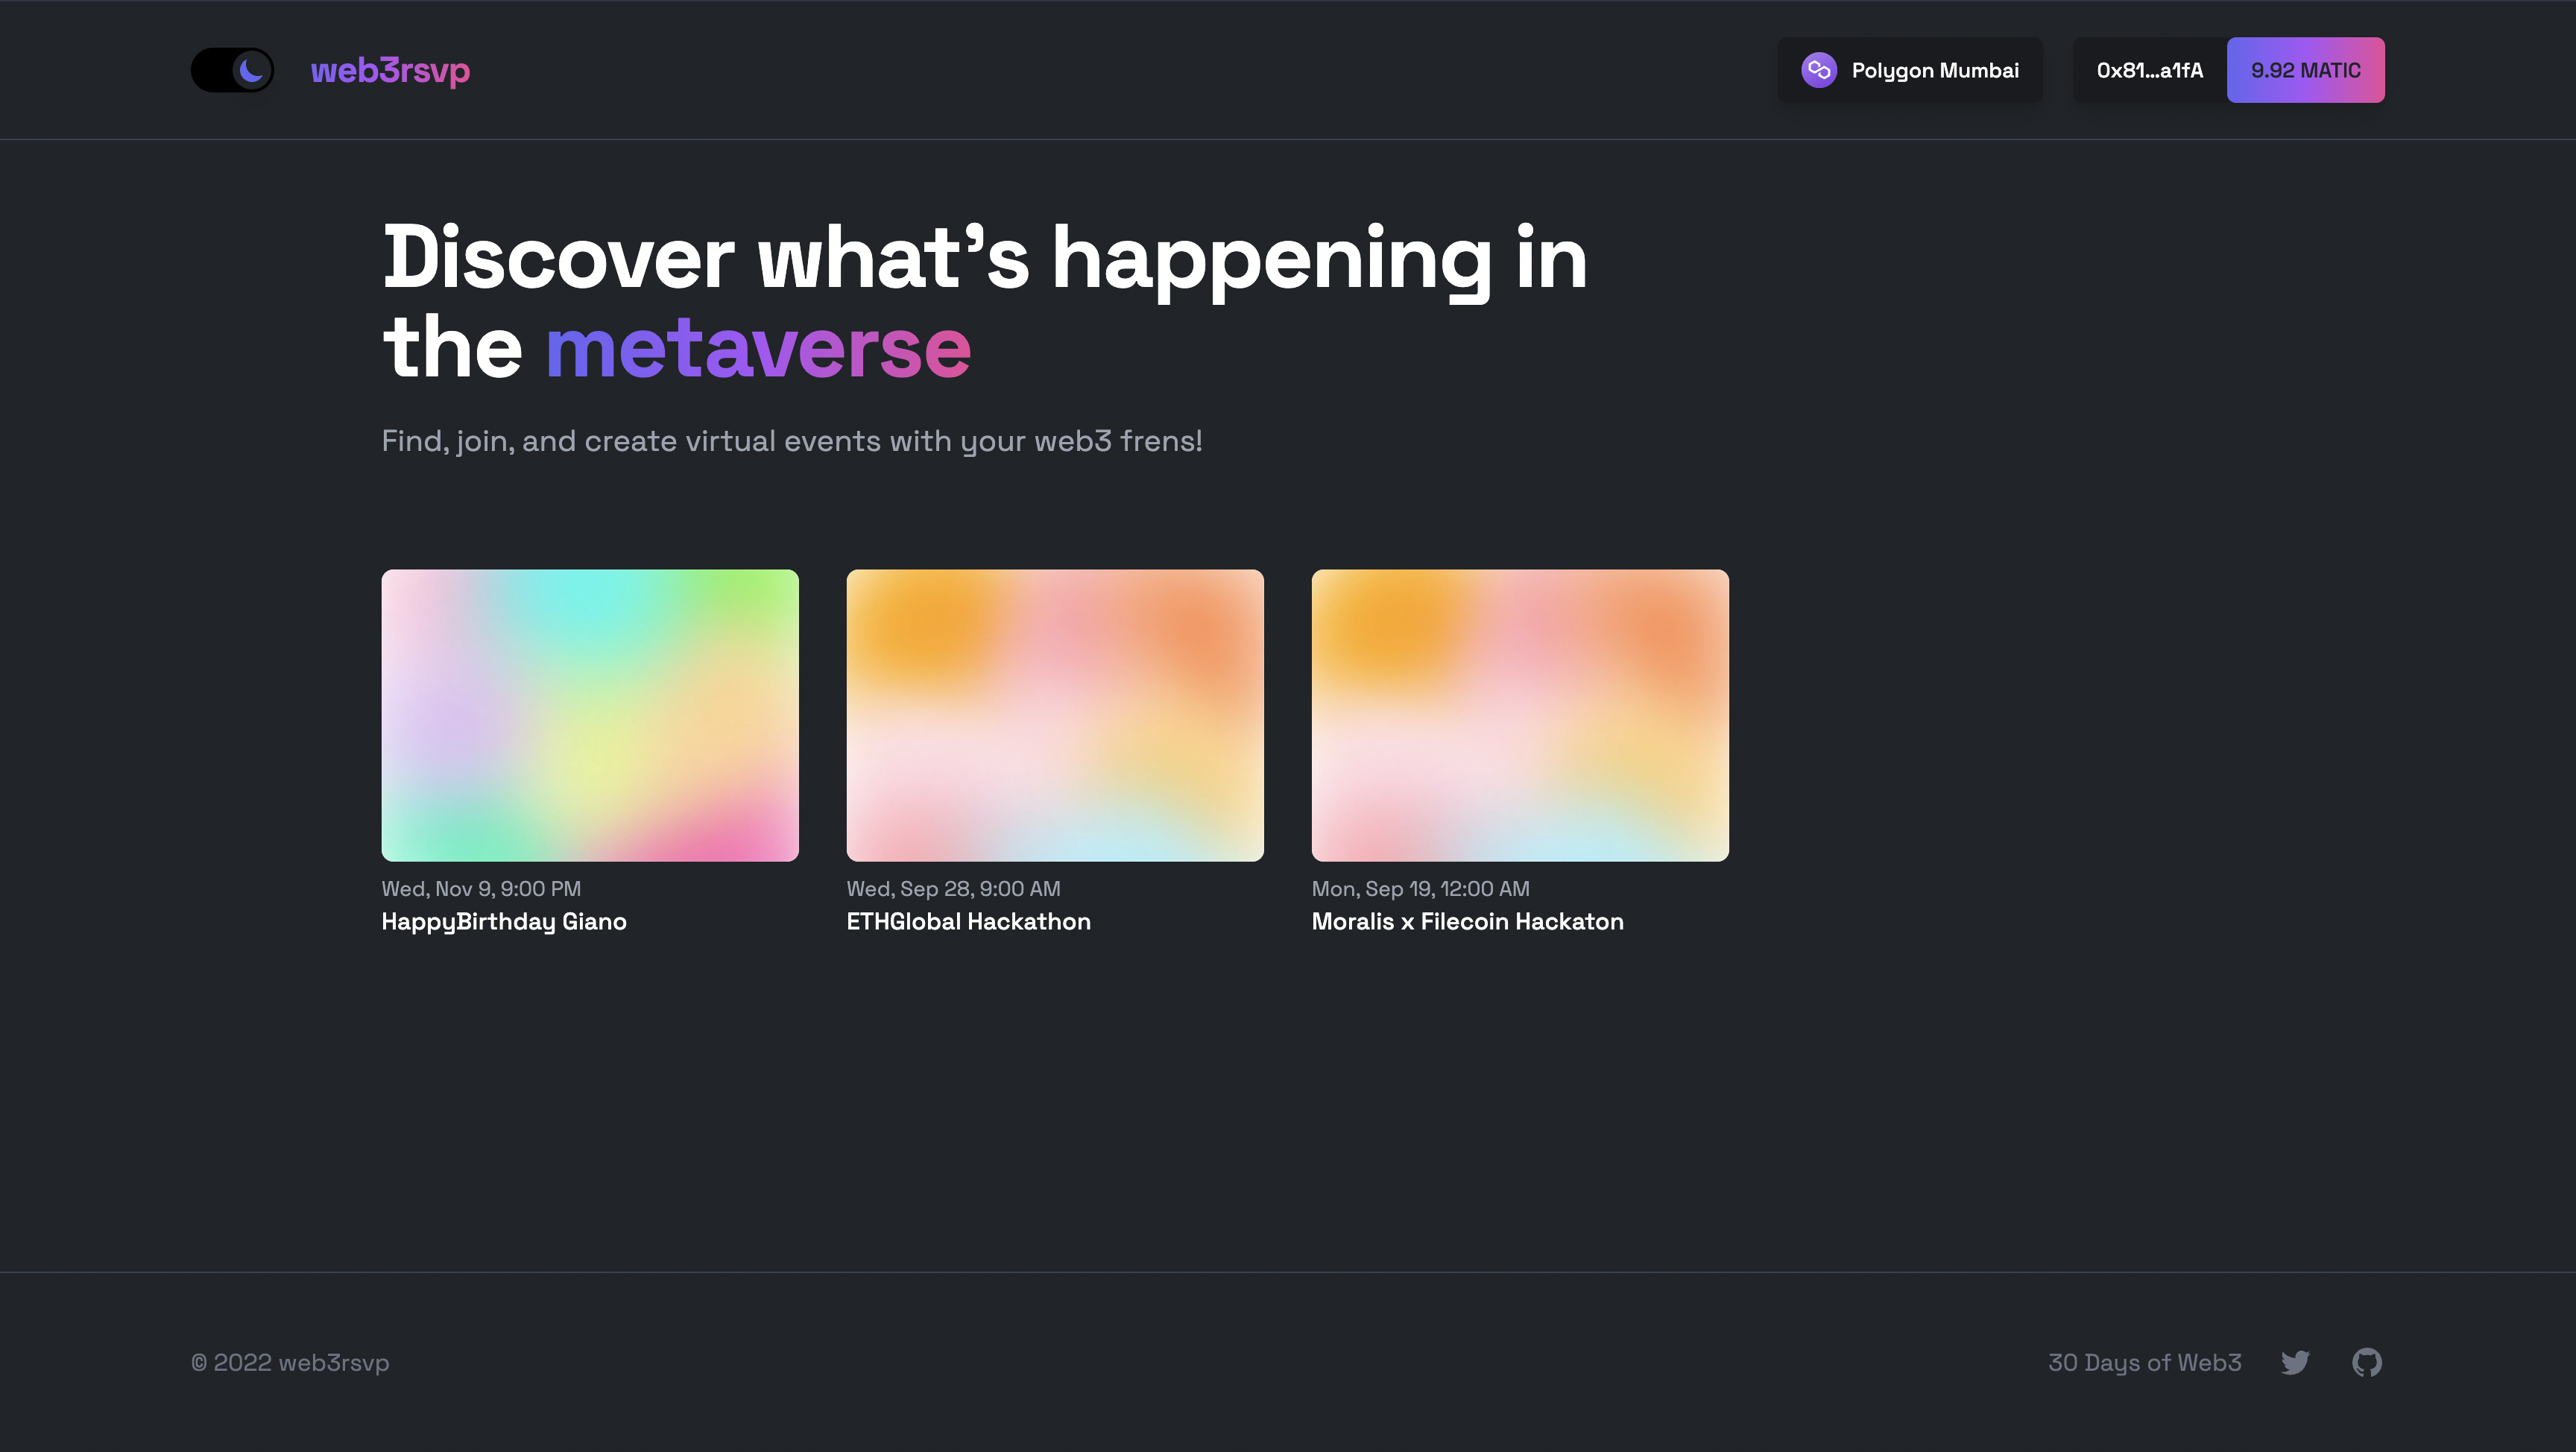 web3rsvp
Polygon Mumbai
0x81...a1fA
9.92 MATIC
Discover what's happening in
the metaverse
Find, join, and create virtual events with your web3 frens!
Wed, Nov 9, 9:00 PM
HappyBirthday Giano
Wed, Sep 28, 9:00 AM
ETHGlobal Hackathon
Mon, Sep 19, 12:00 AM
Moralis x Filecoin Hackaton
© 2022 web3rsvp
30 Days of Web3